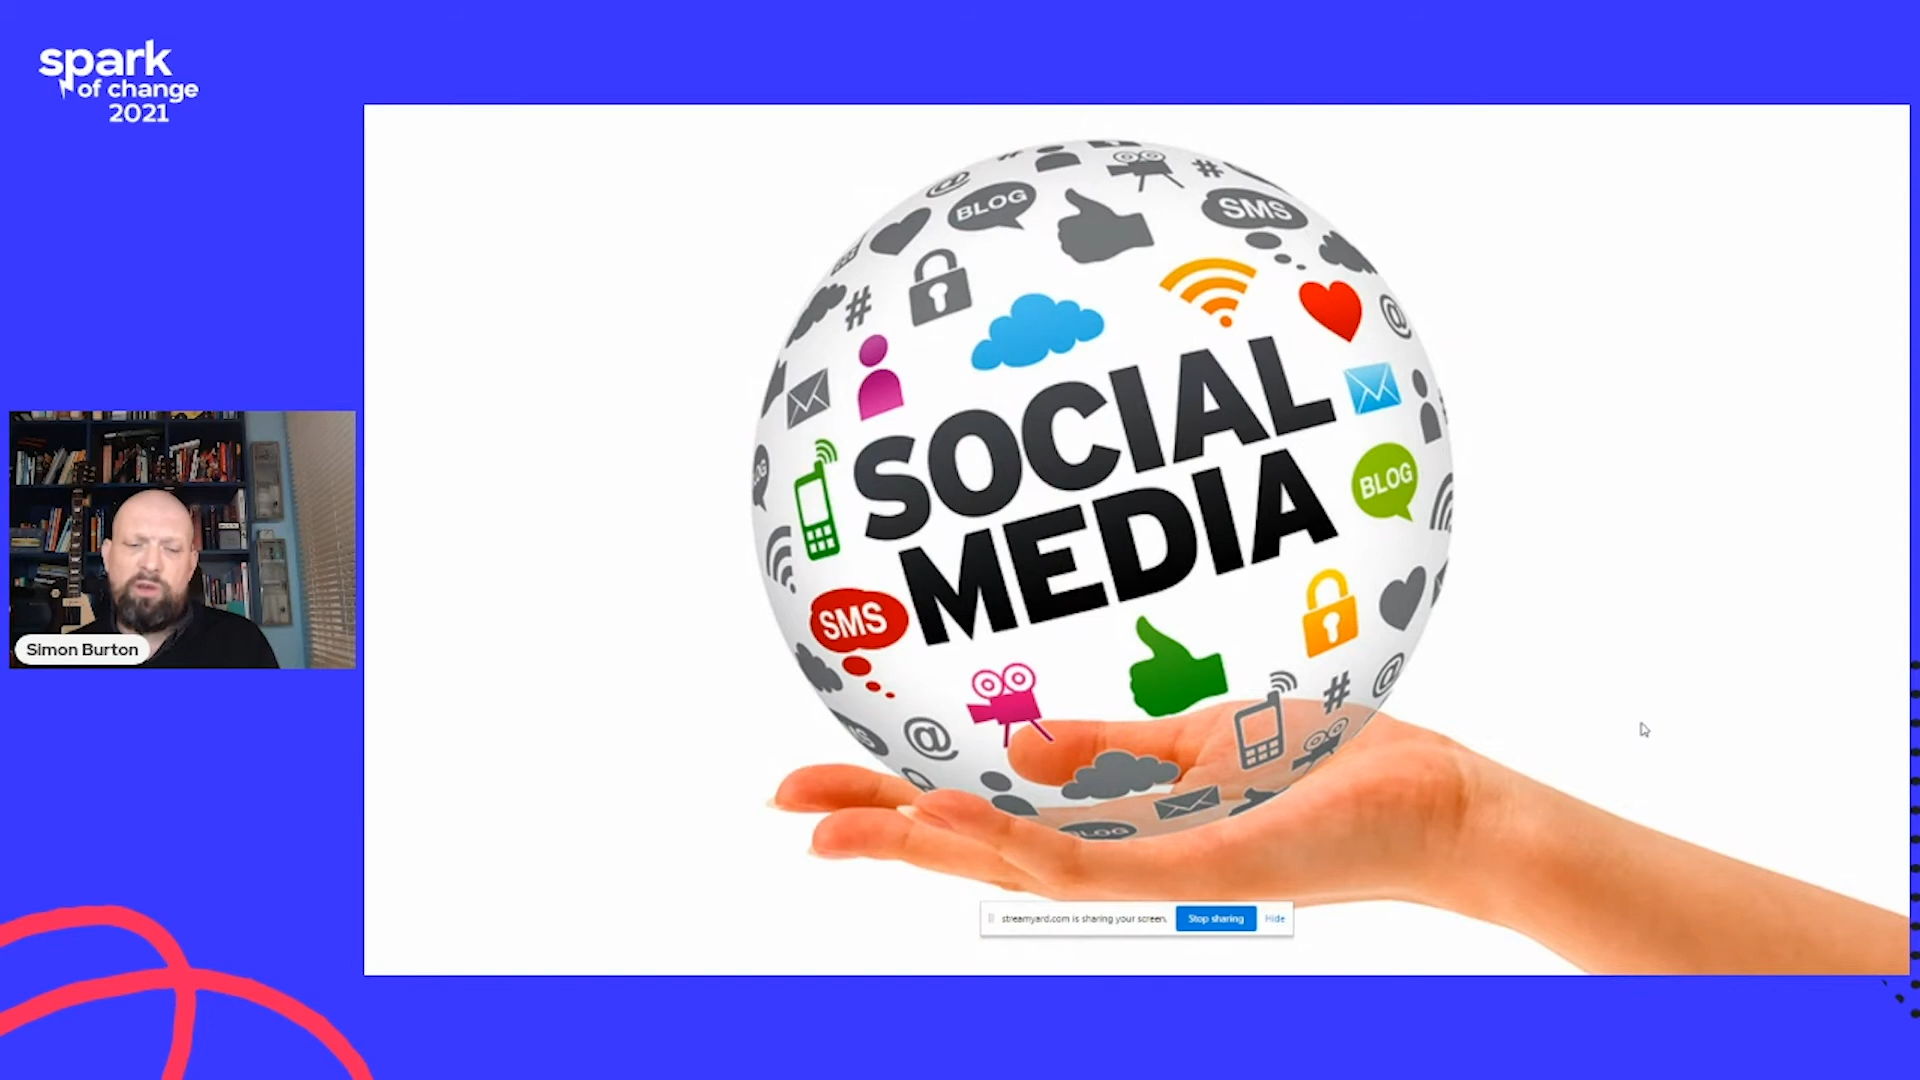 spark
of change
2021
BLOG
SMS
#
@
#
@
SOCIAL
MEDIA
BLOG
SMS
@
#
@
BLOG
Simon Burton
streamyard.com is sharing your screen. Stop sharing Hide